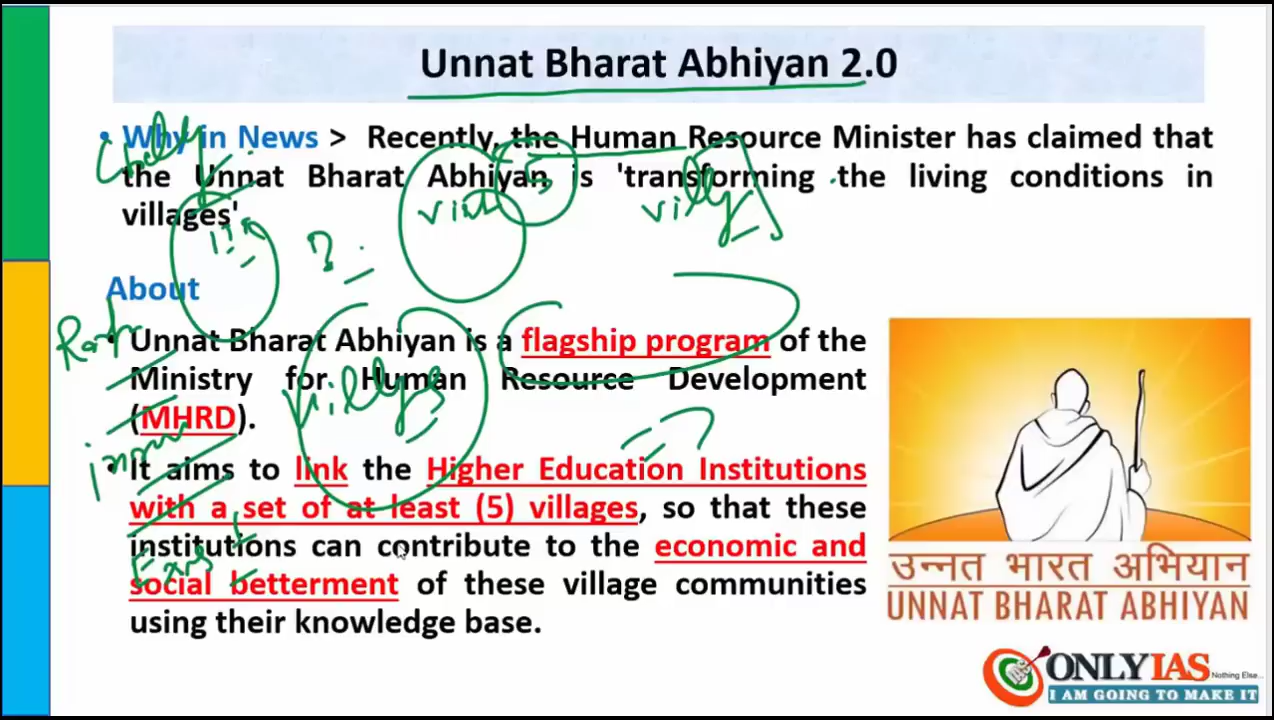 Unnat Bharat Abhiyan 2.0
• Why in News > Recently, the Human Resource Minister has claimed that
the Unnat Bharat Abhiyan is 'transforming the living conditions in
villages'
About
• Unnat Bharat Abhiyan is a flagship program of the
Ministry for Human Resource Development
(MHRD).
• It aims to link the Higher Education Institutions
with a set of at least (5) villages, so that these
institutions can contribute to the economic and
social betterment of these village communities
using their knowledge base.
5
?
उन्नत भारत अभियान
UNNAT BHARAT ABHIYAN
ONLYIAS
Nothing Else...
I AM GOING TO MAKE IT